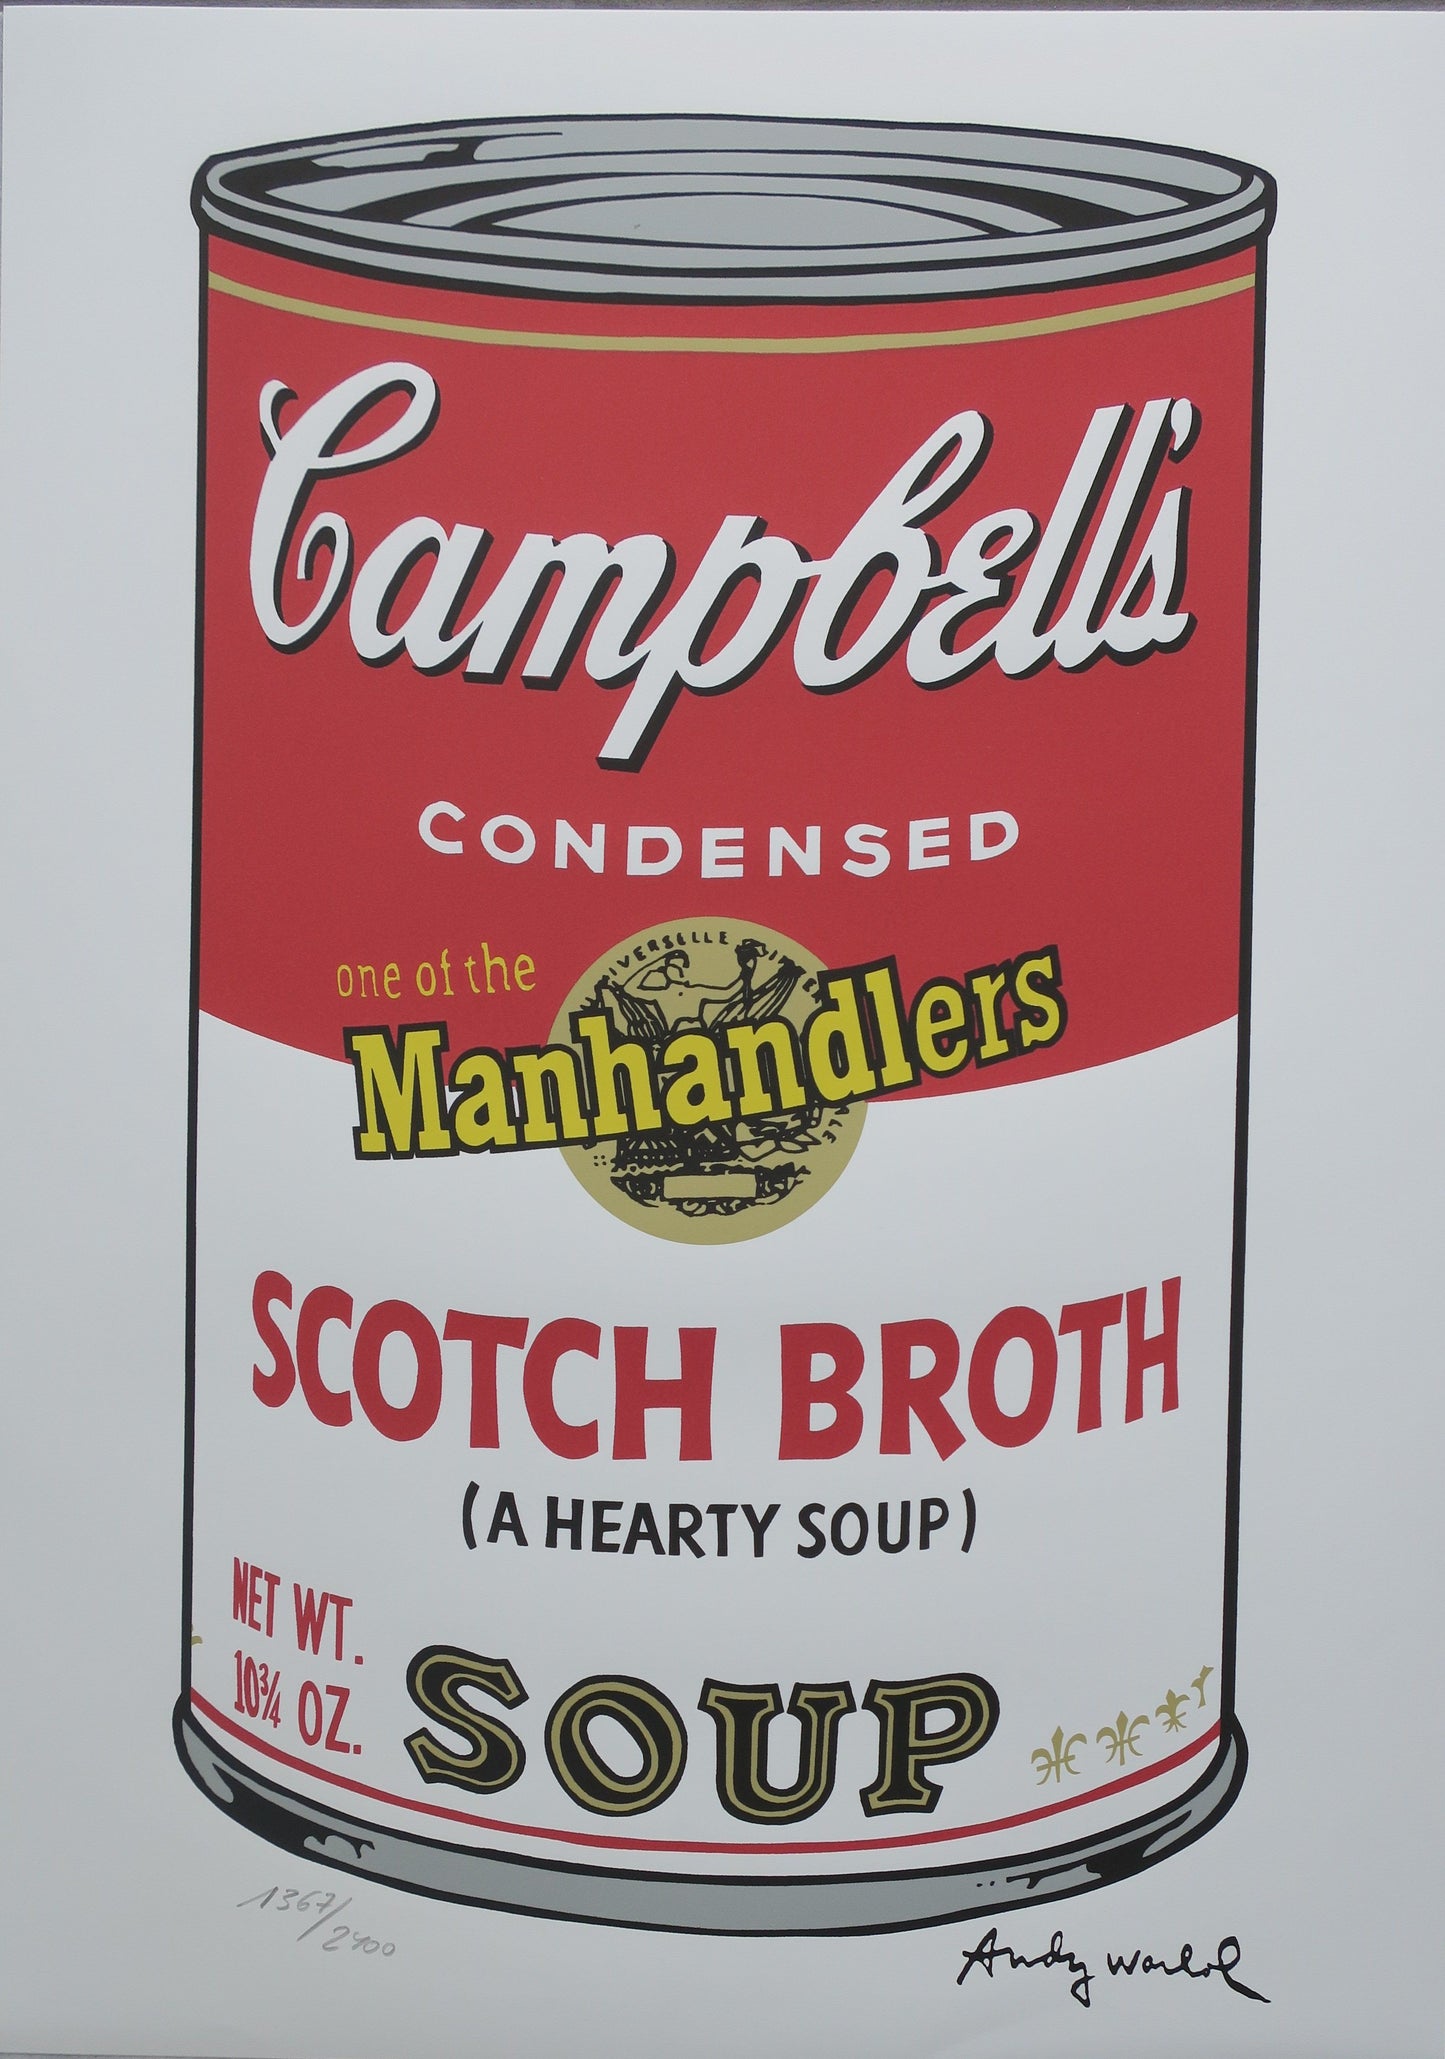 Campbell's
CONDENSED
one of the
Manhandlers
SCOTCH BROTH
(A HEARTY SOUP)
NET WT.
10¾ OZ.
SOUP
1367/
2400
Andy Warhol